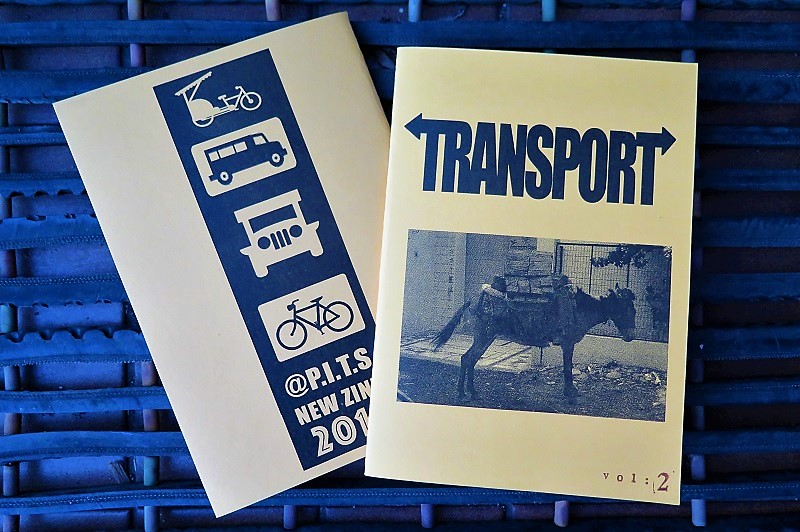 TRANSPORT
vol:2
@P.I.T.S
NEW ZIN
201